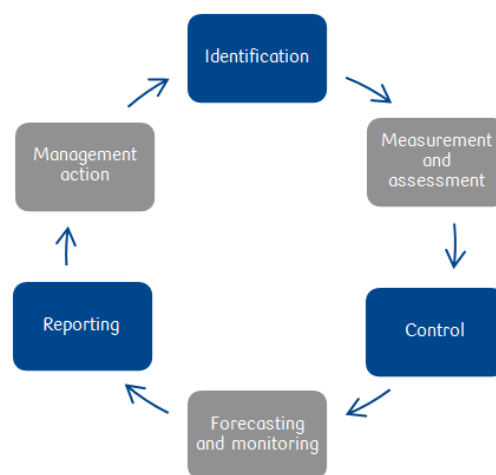 Identification
Measurement
and
assessment
Control
Forecasting
and monitoring
Reporting
Management
action